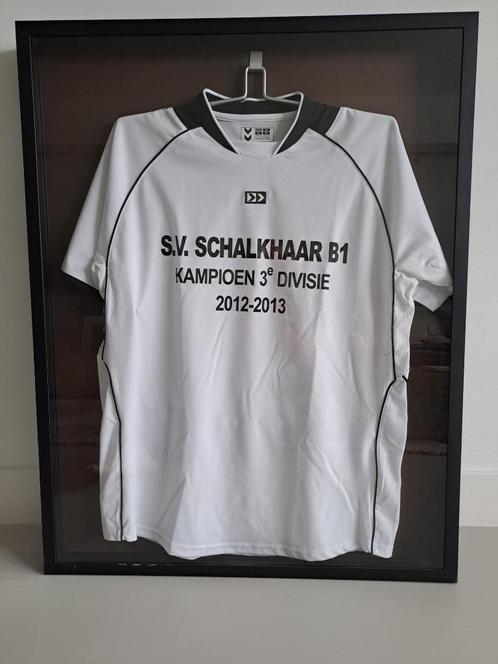 S.V. SCHALKHAAR B1
KAMPIOEN 3e DIVISIE
2012-2013